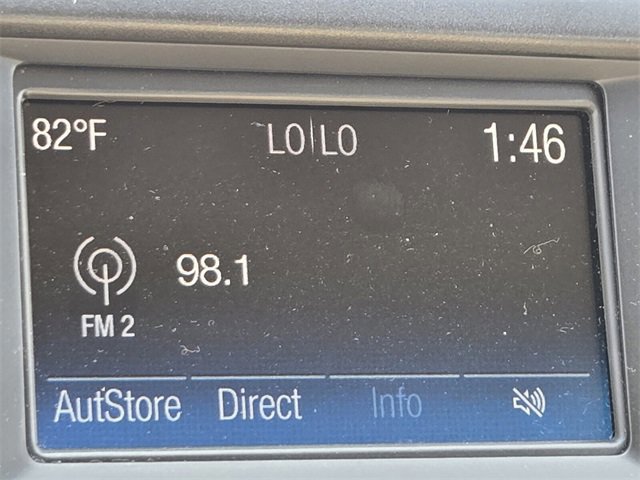 82°F LO|LO 1:46
98.1
FM 2
AutStore Direct Info